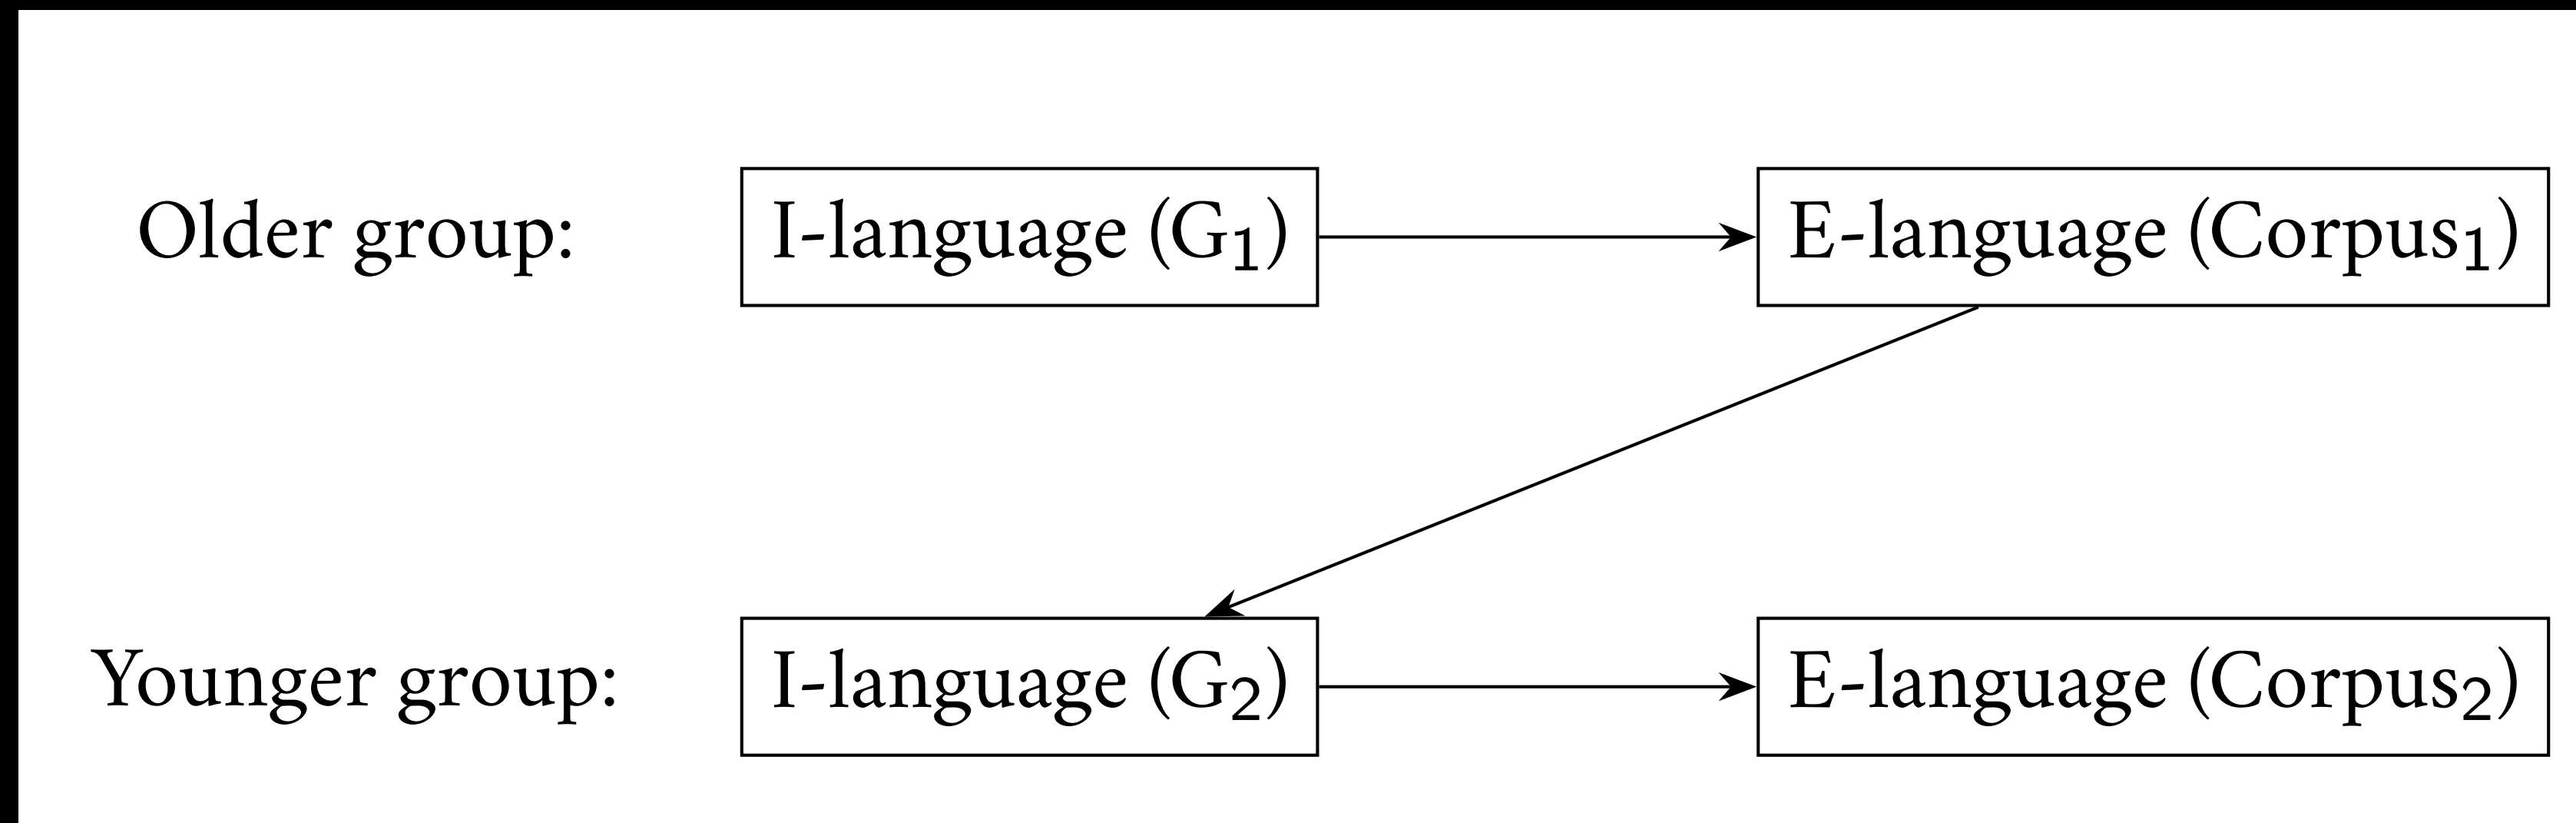 Older group: I-language (G₁) E-language (Corpus₁)
Younger group: I-language (G₂) E-language (Corpus₂)